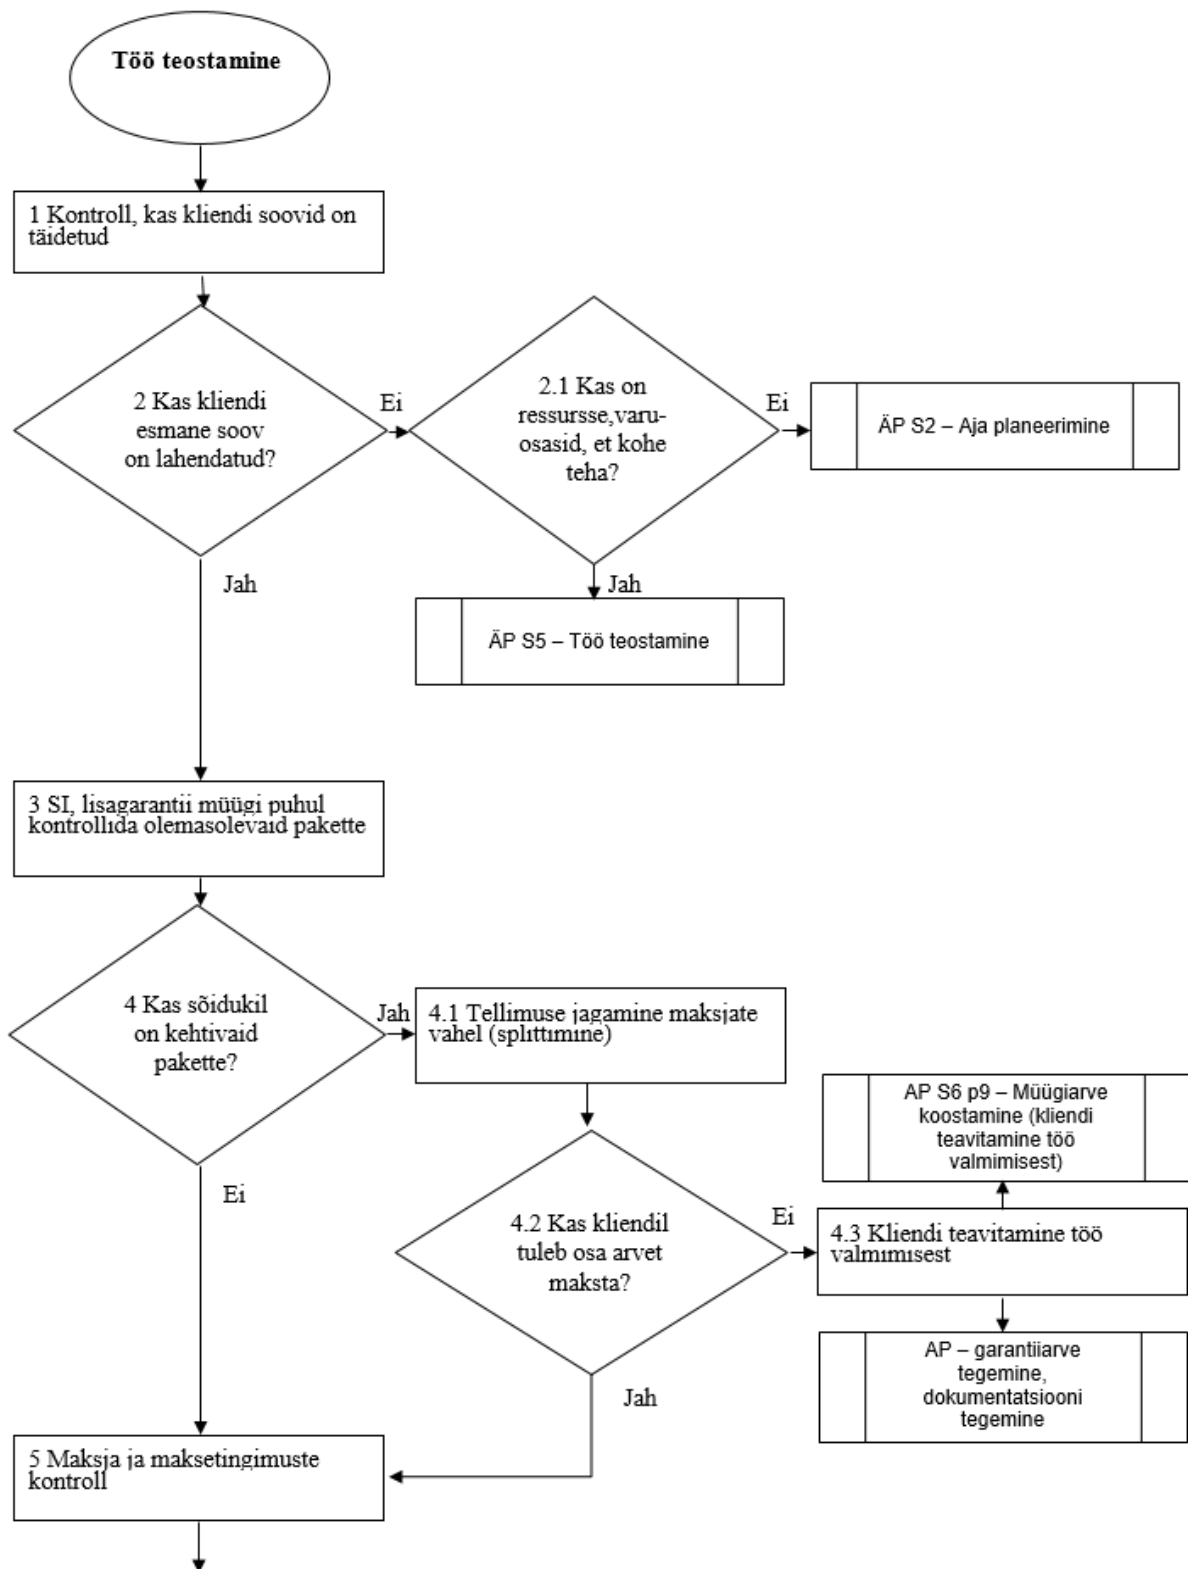 Töö teostamine
1 Kontroll, kas kliendi soovid on
täidetud
2 Kas kliendi
esmane soov
on lahendatud?
Ei
2.1 Kas on
ressursse,varu-
osasid, et kohe
teha?
Ei
ÄP S2 – Aja planeerimine
Jah
Jah
ÄP S5 – Töö teostamine
3 SI, lisagarantii müügi puhul
kontrollida olemasolevaid pakette
4 Kas sõidukil
on kehtivaid
pakette?
Jah
4.1 Tellimuse jagamine maksjate
vahel (splittimine)
AP S6 p9 – Müügiarve
koostamine (kliendi
teavitamine töö
valmimisest)
Ei
4.2 Kas kliendil
tuleb osa arvet
maksta?
Ei
4.3 Kliendi teavitamine töö
valmimisest
AP – garantiiarve
tegemine,
dokumentatsiooni
tegemine
Jah
5 Maksja ja maksetingimuste
kontroll